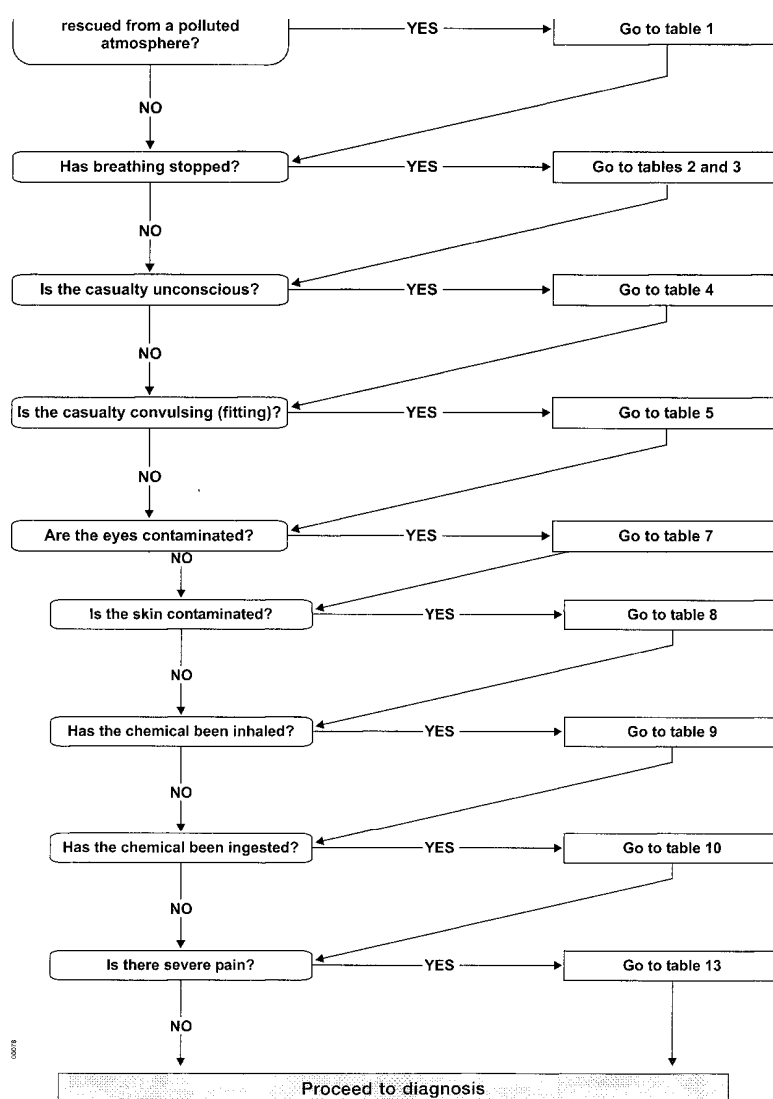 rescued from a polluted
atmosphere?
YES
Go to table 1
NO
Has breathing stopped?
YES
Go to tables 2 and 3
NO
Is the casualty unconscious?
YES
Go to table 4
NO
Is the casualty convulsing (fitting)?
YES
Go to table 5
NO
Are the eyes contaminated?
YES
Go to table 7
NO
Is the skin contaminated?
YES
Go to table 8
NO
Has the chemical been inhaled?
YES
Go to table 9
NO
Has the chemical been ingested?
YES
Go to table 10
NO
Is there severe pain?
YES
Go to table 13
NO
Proceed to diagnosis